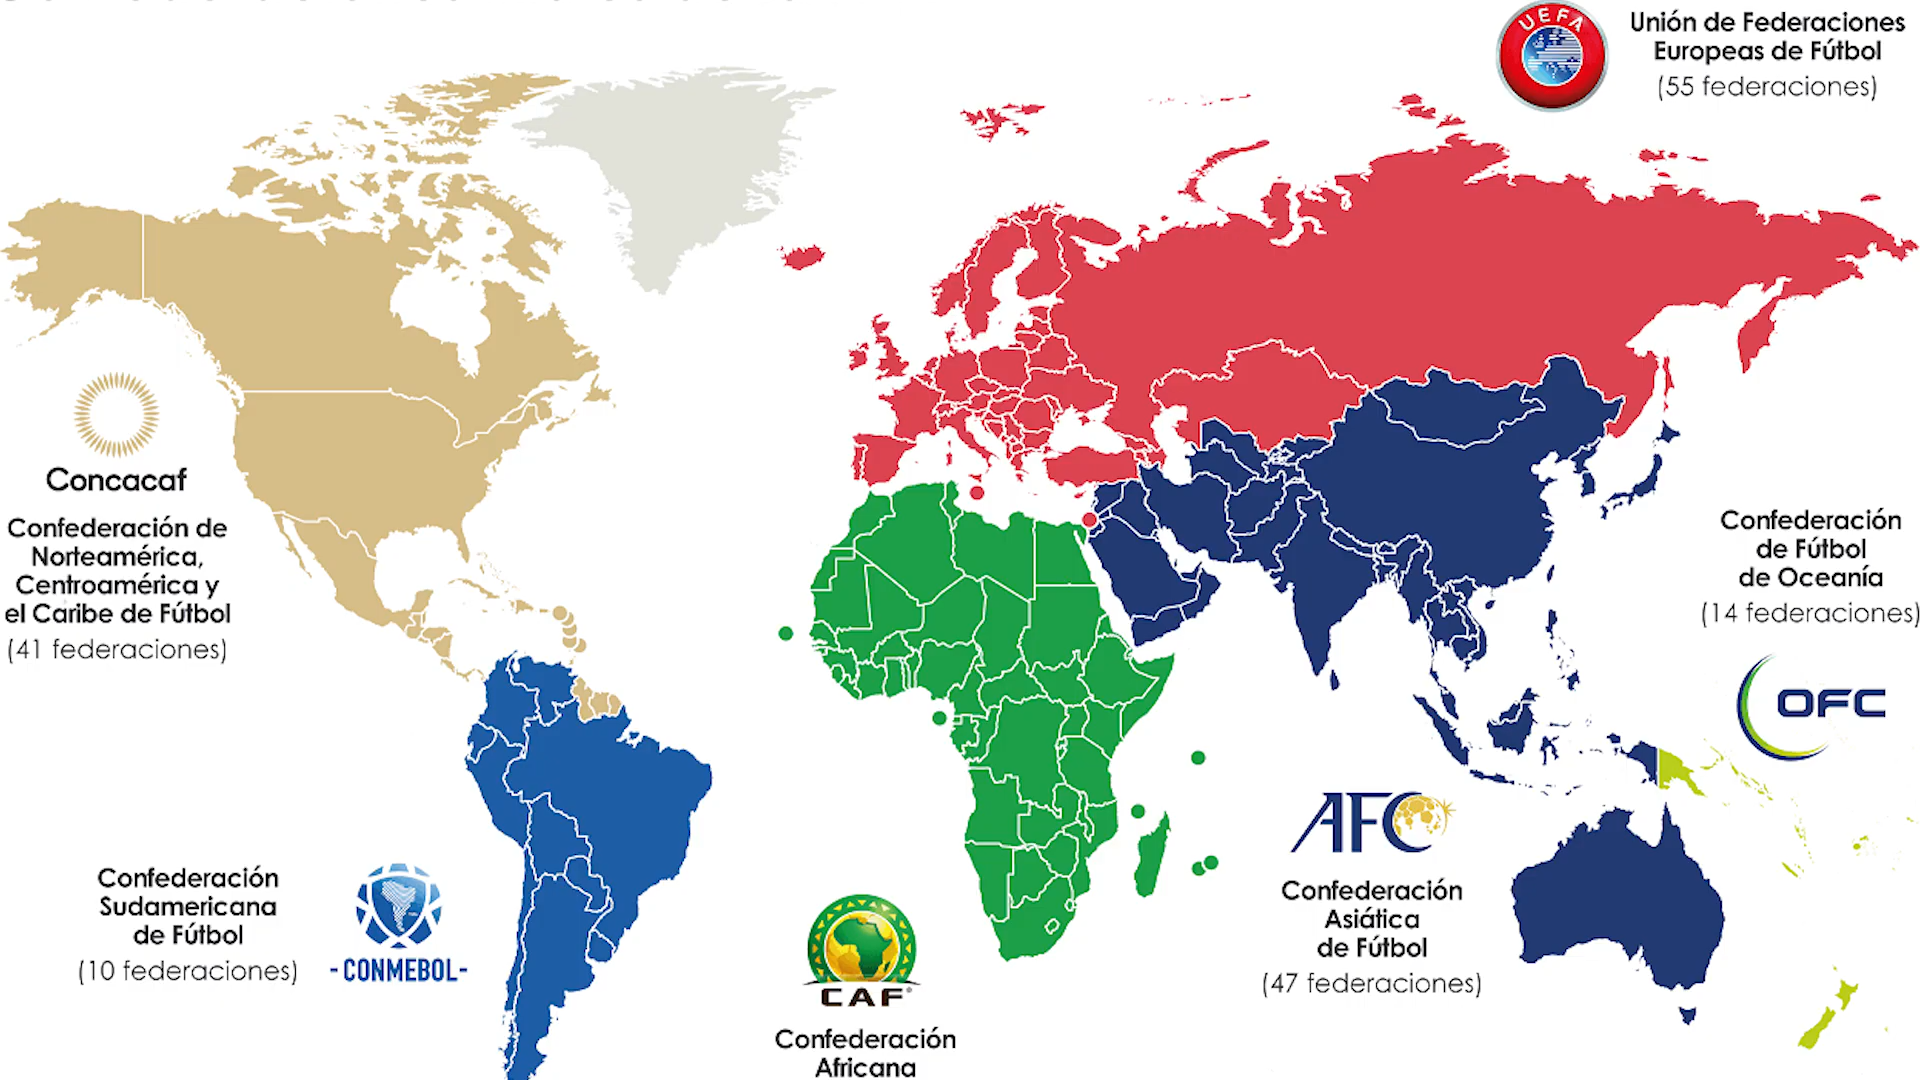 UEFA
Unión de Federaciones
Europeas de Fútbol
(55 federaciones)
Concacaf
Confederación de
Norteamérica,
Centroamérica y
el Caribe de Fútbol
(41 federaciones)
Confederación
de Fútbol
de Oceanía
(14 federaciones)
OFC
AFC
Confederación
Asiática
de Fútbol
(47 federaciones)
Confederación
Sudamericana
de Fútbol
(10 federaciones)
-CONMEBOL-
CAF
Confederación
Africana